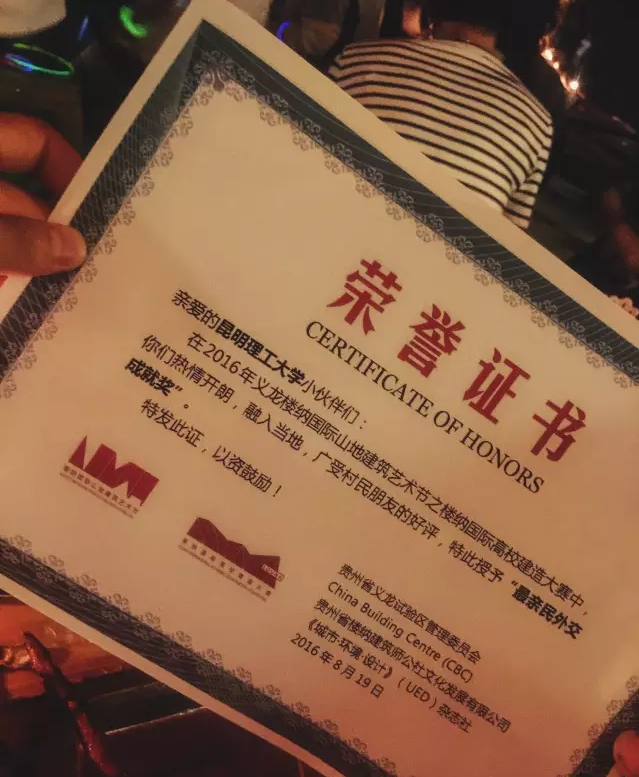 荣誉证书
CERTIFICATE OF HONORS
亲爱的昆明理工大学小伙伴们：
在2016年义龙楼纳国际山地建筑艺术节之楼纳国际高校建造大赛中，
你们热情开朗，融入当地，广受村民朋友的好评，特此授予“最亲民外交
成就奖”。
特发此证，以资鼓励！
贵州省义龙试验区管理委员会
China Building Centre (CBC)
贵州省楼纳建筑师公社文化发展有限公司
《城市·环境·设计》（UED）杂志社
2016年8月19日